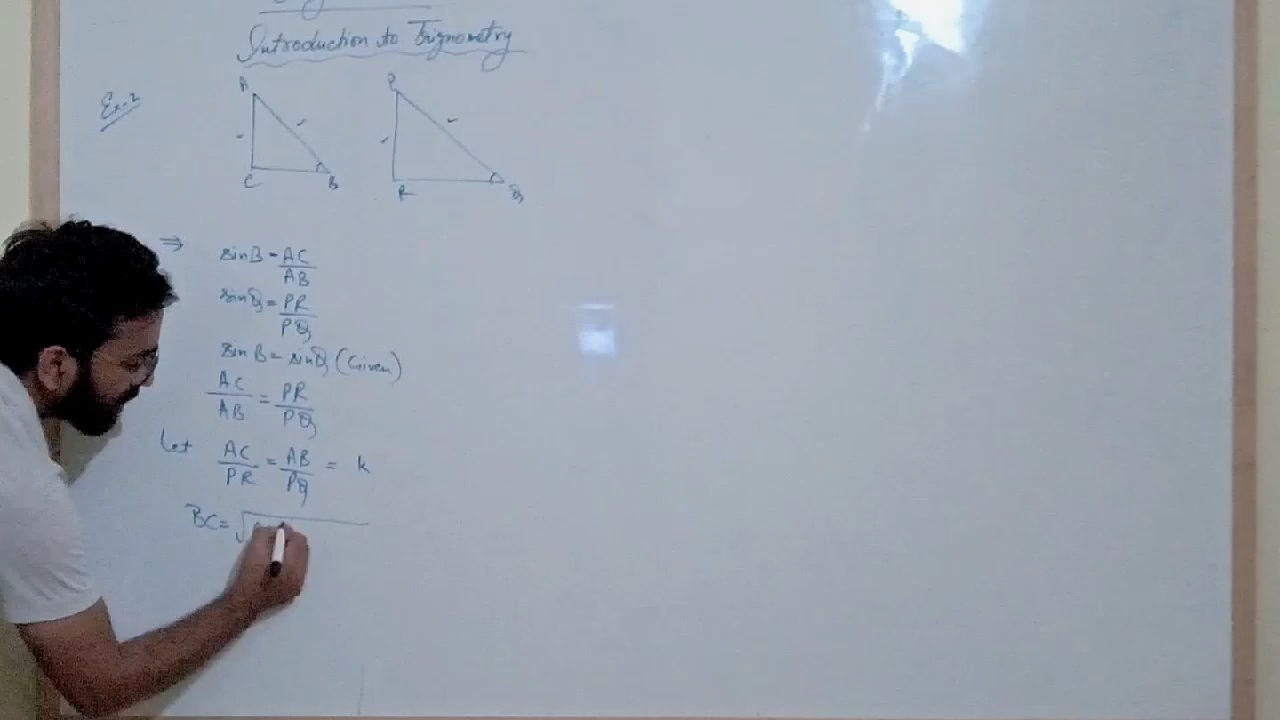 Introduction to Trignometry
Ex-2
A
P
C
B
R
Q
⇒ sin B = AC
AB
sin Q = PR
PQ
sin B = sin Q (Given)
AC = PR
AB PQ
Let AC = AB = k
PR PQ
BC = √